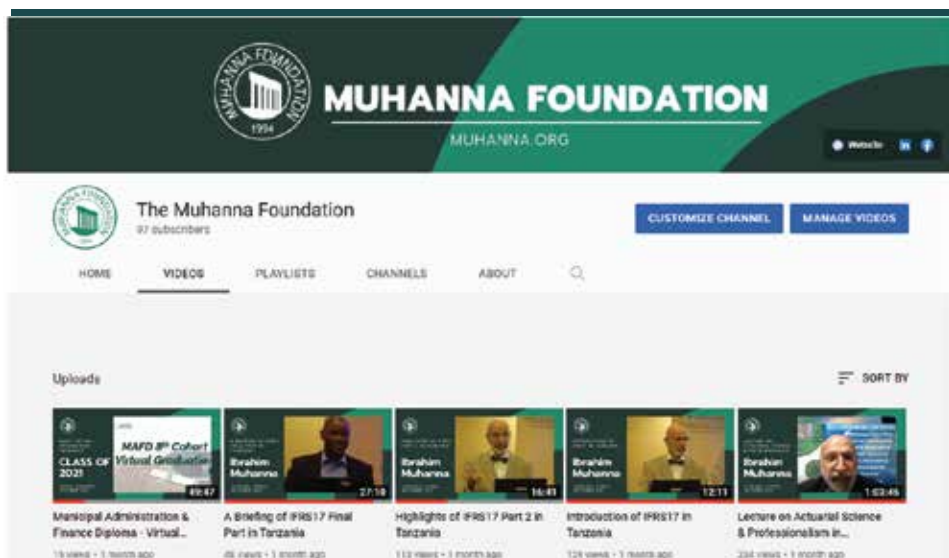 MUHANNA FOUNDATION
1994
MUHANNA FOUNDATION
MUHANNA.ORG
Website
MUHANNA FOUNDATION
The Muhanna Foundation
97 subscribers
CUSTOMIZE CHANNEL
MANAGE VIDEOS
HOME
VIDEOS
PLAYLISTS
CHANNELS
ABOUT
Uploads
SORT BY
CLASS OF
2021
MAFD 8th Cohort
Virtual Graduation
49:47
Municipal Administration &
Finance Diploma - Virtual...
1 month ago
Ibrahim
Muhanna
27:10
A Briefing of IFRS17 Final
Part in Tanzania
views • 1 month ago
Ibrahim
Muhanna
16:41
Highlights of IFRS17 Part 2 in
Tanzania
views • 1 month ago
Ibrahim
Muhanna
12:11
Introduction of IFRS17 in
Tanzania
views • 1 month ago
Ibrahim
Muhanna
1:03:46
Lecture on Actuarial Science
& Professionalism in...
views • 1 month ago